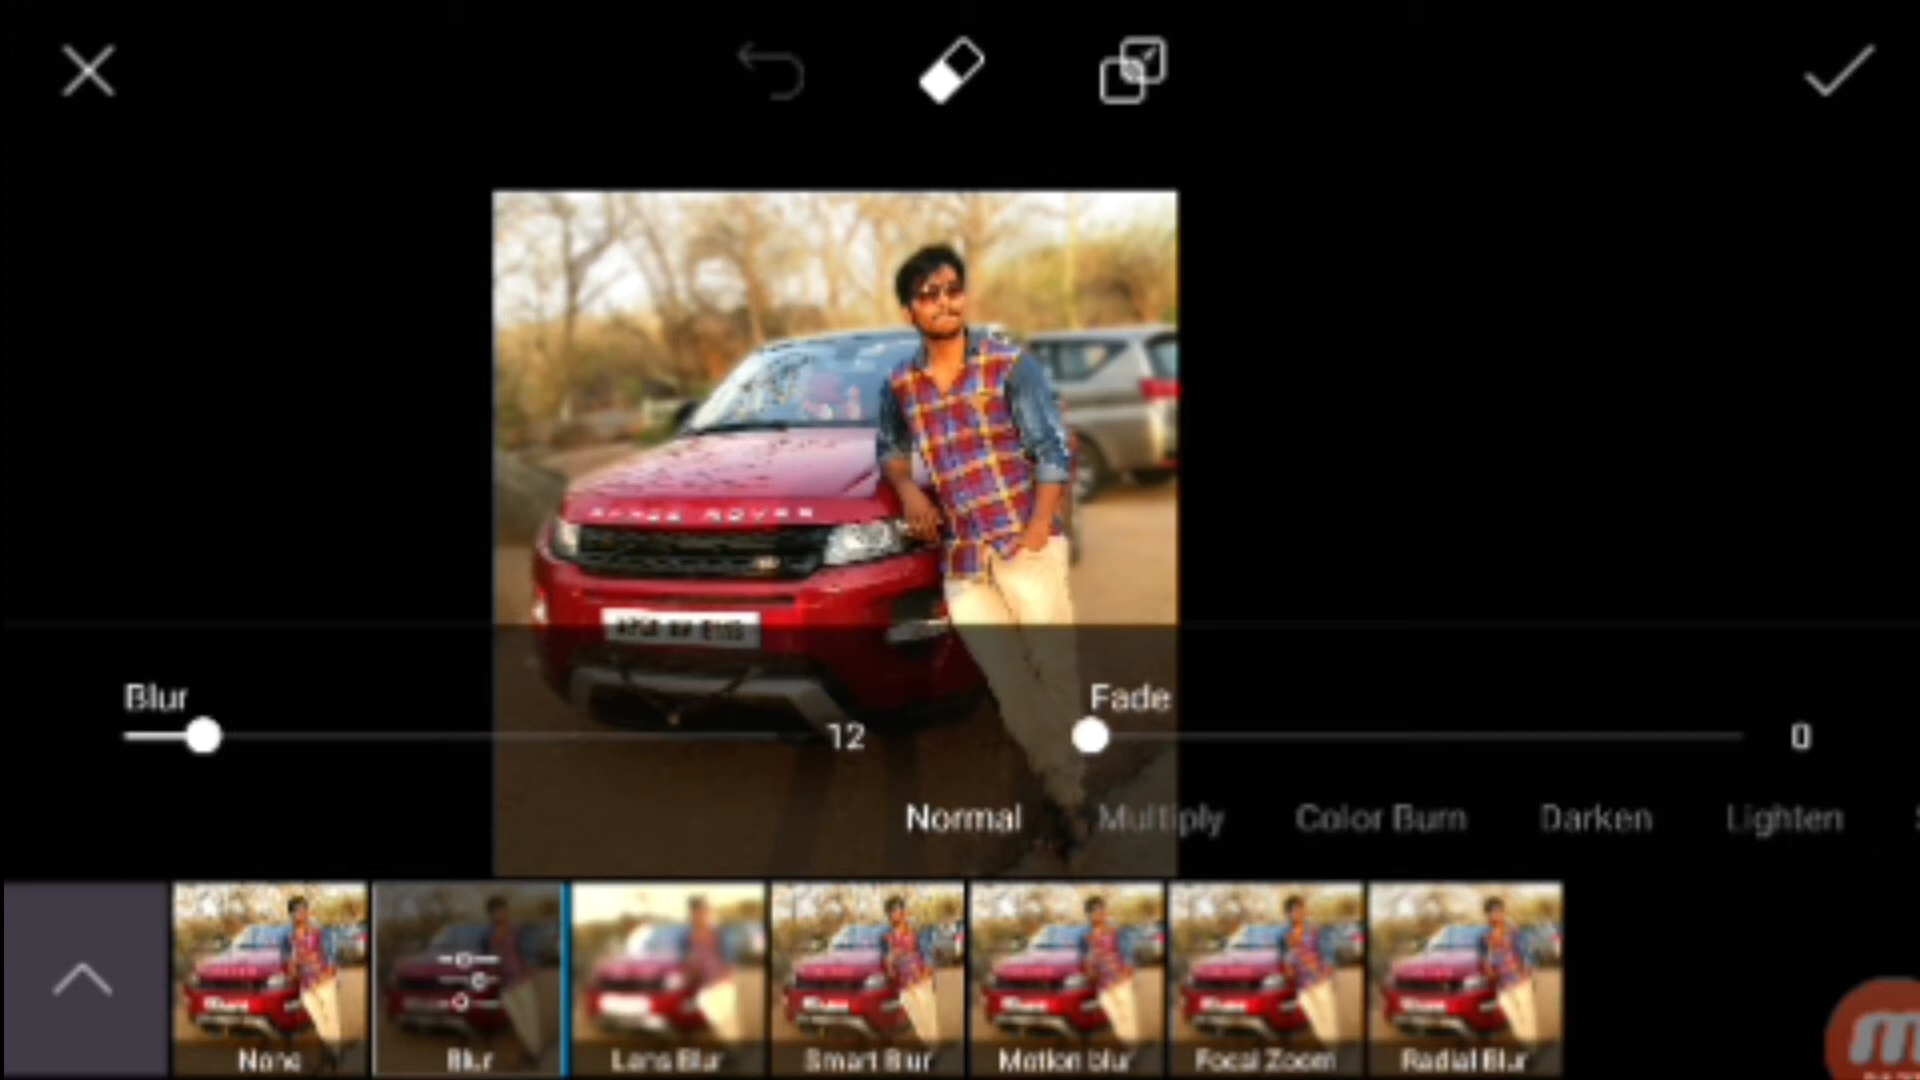 RANGE ROVER
Blur
12
Fade
0
Normal Multiply Color Burn Darken Lighten
None Blur Lens Blur Smart Blur Motion blur Focal Zoom Radial Blur